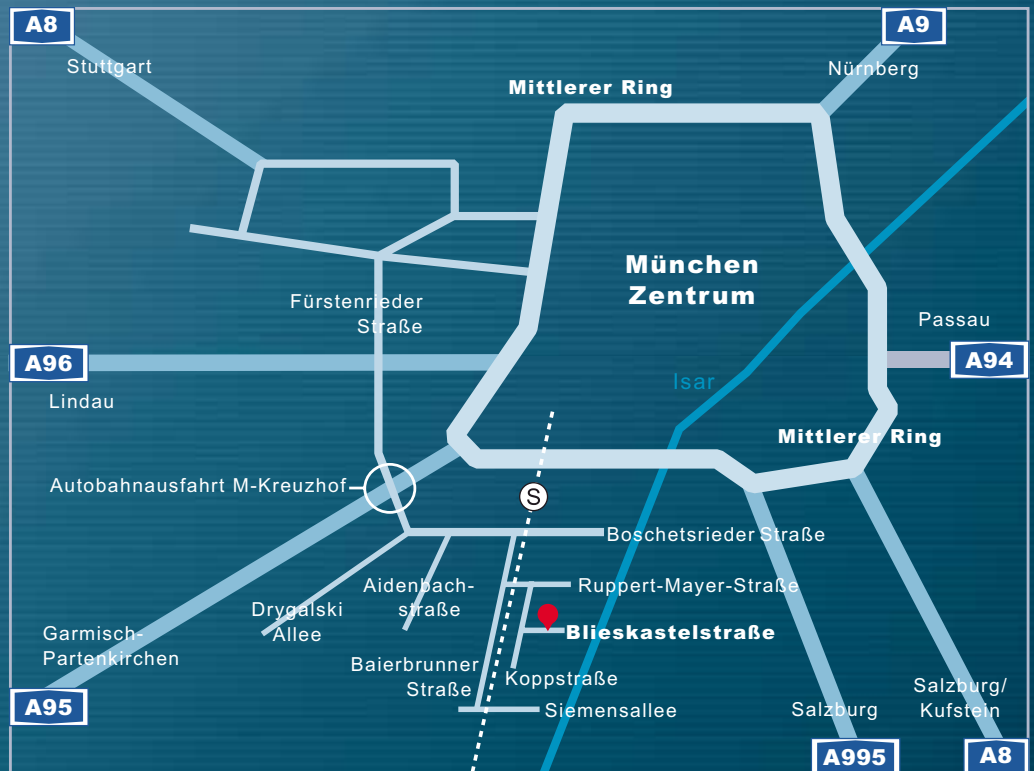 A8
A9
Stuttgart
Nürnberg
Mittlerer Ring
München
Zentrum
Fürstenrieder
Straße
Passau
A96
A94
Lindau
Isar
Mittlerer Ring
Autobahnausfahrt M-Kreuzhof
S
Boschetsrieder Straße
Aidenbach-
straße
Ruppert-Mayer-Straße
Drygalski
Allee
Blieskastelstraße
Garmisch-
Partenkirchen
Baierbrunner
Straße
Koppstraße
Siemensallee
Salzburg
Salzburg/
Kufstein
A95
A995
A8